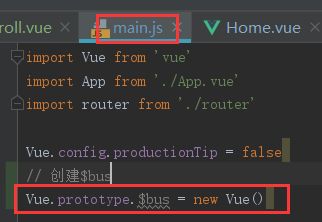 roll.vue main.js Home.vue
import Vue from 'vue'
import App from './App.vue'
import router from './router'
Vue.config.productionTip = false
// 创建$bus
Vue.prototype.$bus = new Vue()